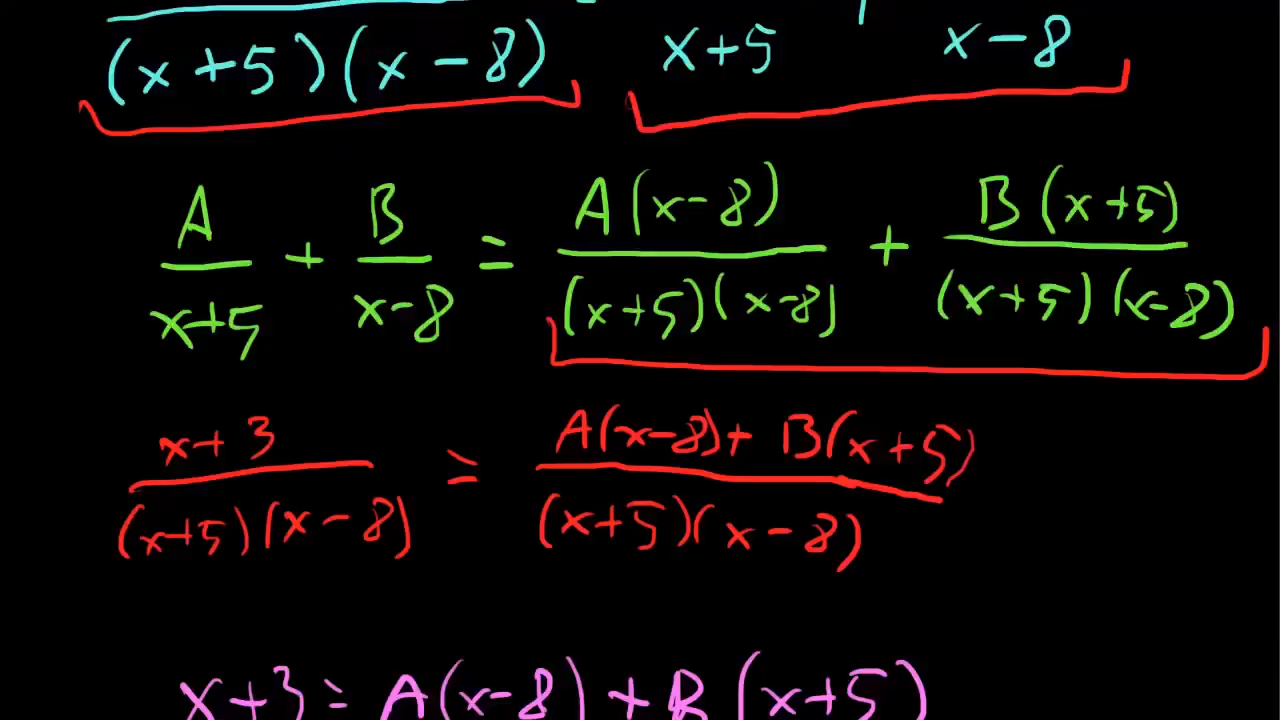 (x+5)(x-8) x+5 x-8
A/(x+5) + B/(x-8) = A(x-8)/((x+5)(x-8)) + B(x+5)/((x+5)(x-8))
(x+3)/((x+5)(x-8)) = (A(x-8)+B(x+5))/((x+5)(x-8))
x+3=A(x-8)+B(x+5)